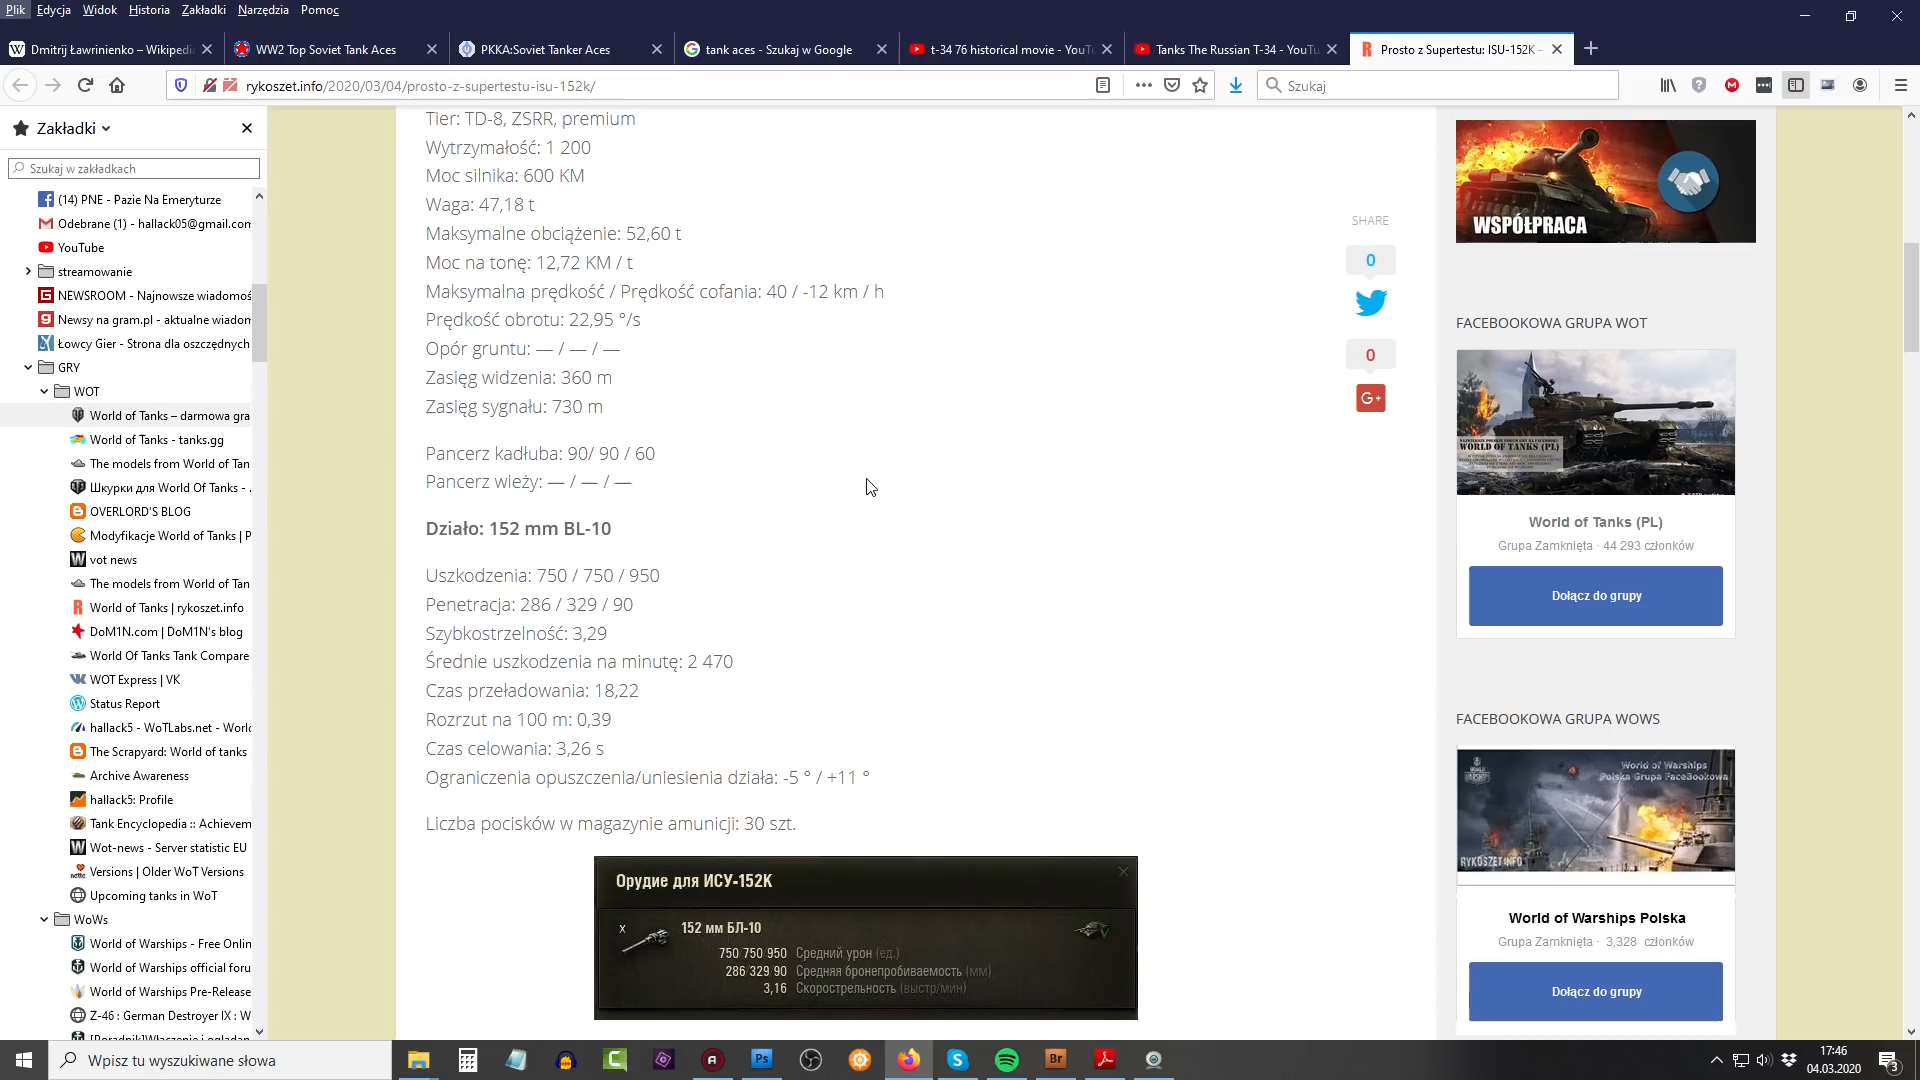 Plik Edycja Widok Historia Zakładki Narzędzia Pomoc
Dmitrij Ławrinienko – Wikipedi
WW2 Top Soviet Tank Aces
PKKA:Soviet Tanker Aces
tank aces - Szukaj w Google
t-34 76 historical movie - YouTu
Tanks The Russian T-34 - YouTu
Prosto z Supertestu: ISU-152K –
rykoszet.info/2020/03/04/prosto-z-supertestu-isu-152k/
Szukaj
Zakładki
Szukaj w zakładkach
(14) PNE - Pazie Na Emeryturze
Odebrane (1) - hallack05@gmail.com
YouTube
streamowanie
NEWSROOM - Najnowsze wiadomoś
Newsy na gram.pl - aktualne wiadom
Łowcy Gier - Strona dla oszczędnych
GRY
WOT
World of Tanks – darmowa gra
World of Tanks - tanks.gg
The models from World of Tan
Шкурки для World Of Tanks - .
OVERLORD'S BLOG
Modyfikacje World of Tanks | P
vot news
The models from World of Tan
World of Tanks | rykoszet.info
DoM1N.com | DoM1N's blog
World Of Tanks Tank Compare
WOT Express | VK
Status Report
hallack5 - WoTLabs.net - World
The Scrapyard: World of tanks
Archive Awareness
hallack5: Profile
Tank Encyclopedia :: Achievem
Wot-news - Server statistic EU
Versions | Older WoT Versions
Upcoming tanks in WoT
WoWs
World of Warships - Free Onlin
World of Warships official foru
World of Warships Pre-Release
Z-46 : German Destroyer IX : W
[Poradnik]Włączenie i oglądan
Tier: TD-8, ZSRR, premium
Wytrzymałość: 1 200
Moc silnika: 600 KM
Waga: 47,18 t
Maksymalne obciążenie: 52,60 t
Moc na tonę: 12,72 KM / t
Maksymalna prędkość / Prędkość cofania: 40 / -12 km / h
Prędkość obrotu: 22,95 °/s
Opór gruntu: — / — / —
Zasięg widzenia: 360 m
Zasięg sygnału: 730 m
Pancerz kadłuba: 90/ 90 / 60
Pancerz wieży: — / — / —
Działo: 152 mm BL-10
Uszkodzenia: 750 / 750 / 950
Penetracja: 286 / 329 / 90
Szybkostrzelność: 3,29
Średnie uszkodzenia na minutę: 2 470
Czas przeładowania: 18,22
Rozrzut na 100 m: 0,39
Czas celowania: 3,26 s
Ograniczenia opuszczenia/uniesienia działa: -5 ° / +11 °
Liczba pocisków w magazynie amunicji: 30 szt.
Орудие для ИСУ-152К
x
152 мм БЛ-10
750 750 950 Средний урон (ед.)
286 329 90 Средняя бронепробиваемость (мм)
3,16 Скорострельность (выстр/мин)
SHARE
0
0
G+
WSPÓŁPRACA
FACEBOOKOWA GRUPA WOT
WORLD OF TANKS (PL)
World of Tanks (PL)
Grupa Zamknięta · 44 293 członków
Dołącz do grupy
FACEBOOKOWA GRUPA WOWS
World of Warships
Polska Grupa FaceBookowa
RYKOSZET.INFO
World of Warships Polska
Grupa Zamknięta · 3,328 członków
Dołącz do grupy
Wpisz tu wyszukiwane słowa
Ps
Br
17:46
04.03.2020
3